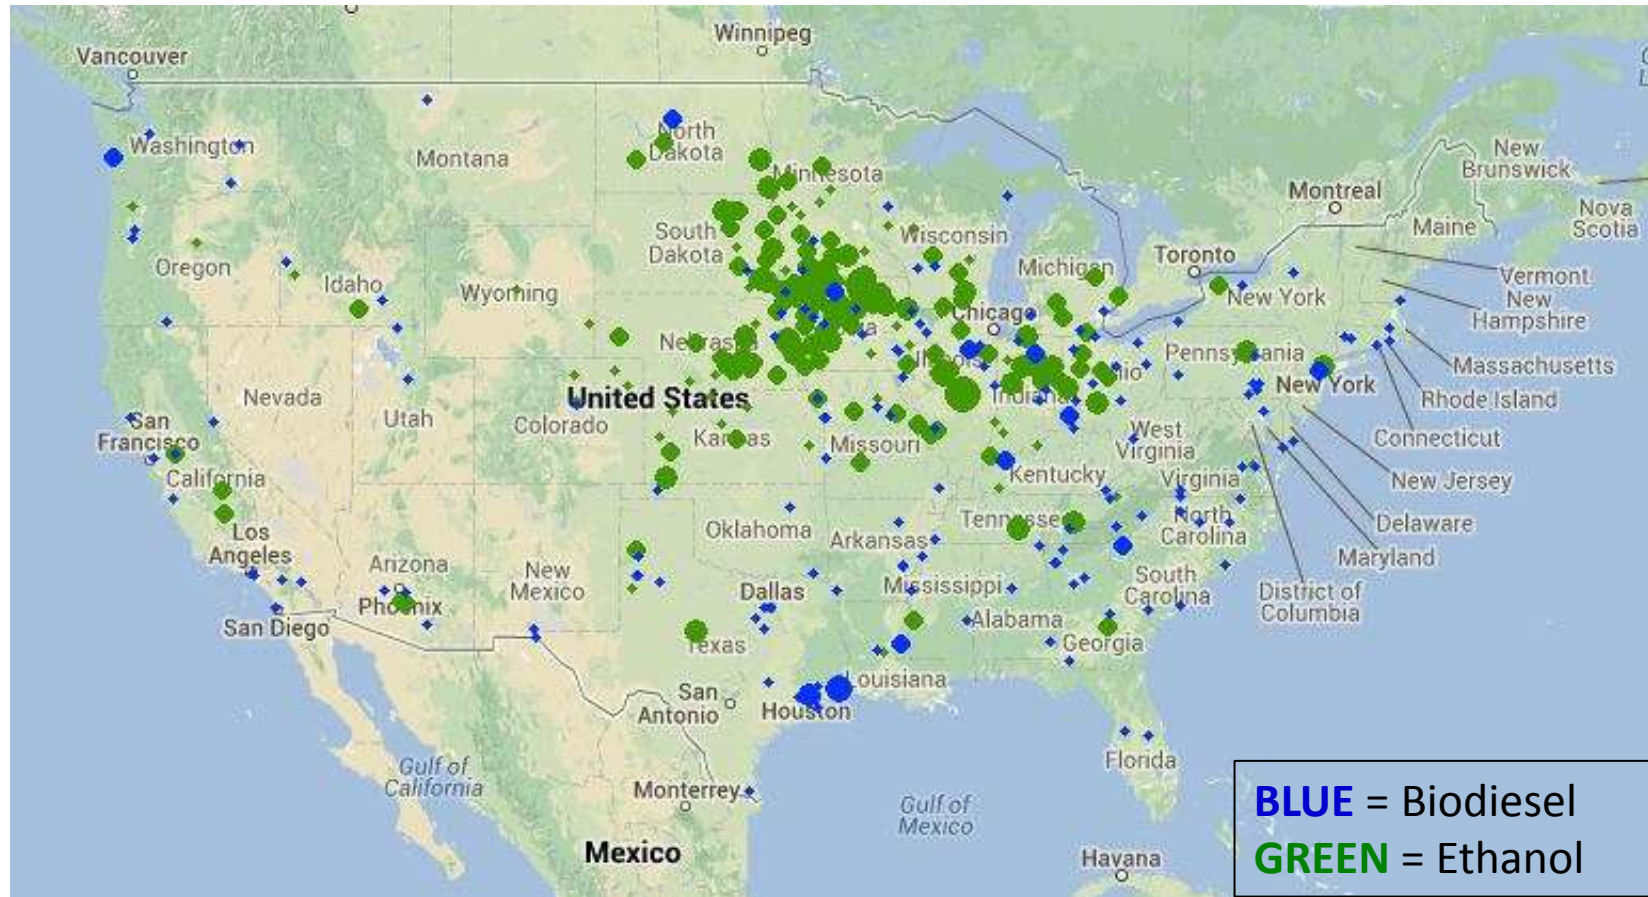 Winnipeg
Vancouver
North
Dakota
Washington
Montana
Minnesota
New
Brunswick
Montreal
Nova
Scotia
Maine
South
Dakota
Wisconsin
Toronto
Michigan
Oregon
Vermont
Idaho
Wyoming
New York
New
Hampshire
Chicago
Pennsylvania
Massachusetts
New York
United States
Nevada
Rhode Island
Utah
Colorado
Indiana
San
Francisco
Kansas
Missouri
West
Virginia
Connecticut
California
Kentucky
Virginia
New Jersey
Los
Angeles
Oklahoma
Arkansas
Tennessee
North
Carolina
Delaware
Maryland
Arizona
New
Mexico
Dallas
Mississippi
South
Carolina
District of
Columbia
Phoenix
San Diego
Texas
Alabama
Georgia
Louisiana
San
Antonio
Houston
Florida
Gulf of
California
Monterrey
Gulf of
Mexico
Mexico
Havana
BLUE = Biodiesel
GREEN = Ethanol